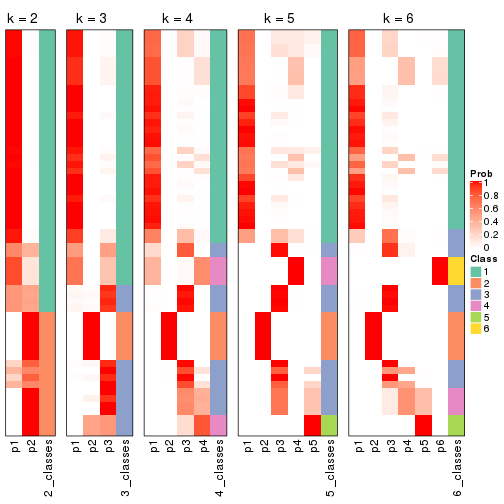 k = 2
k = 3
k = 4
k = 5
k = 6
Prob
1
0.8
0.6
0.4
0.2
0
Class
1
2
3
4
5
6
p1
p2
2_classes
p1
p2
p3
3_classes
p1
p2
p3
p4
4_classes
p1
p2
p3
p4
p5
5_classes
p1
p2
p3
p4
p5
p6
6_classes